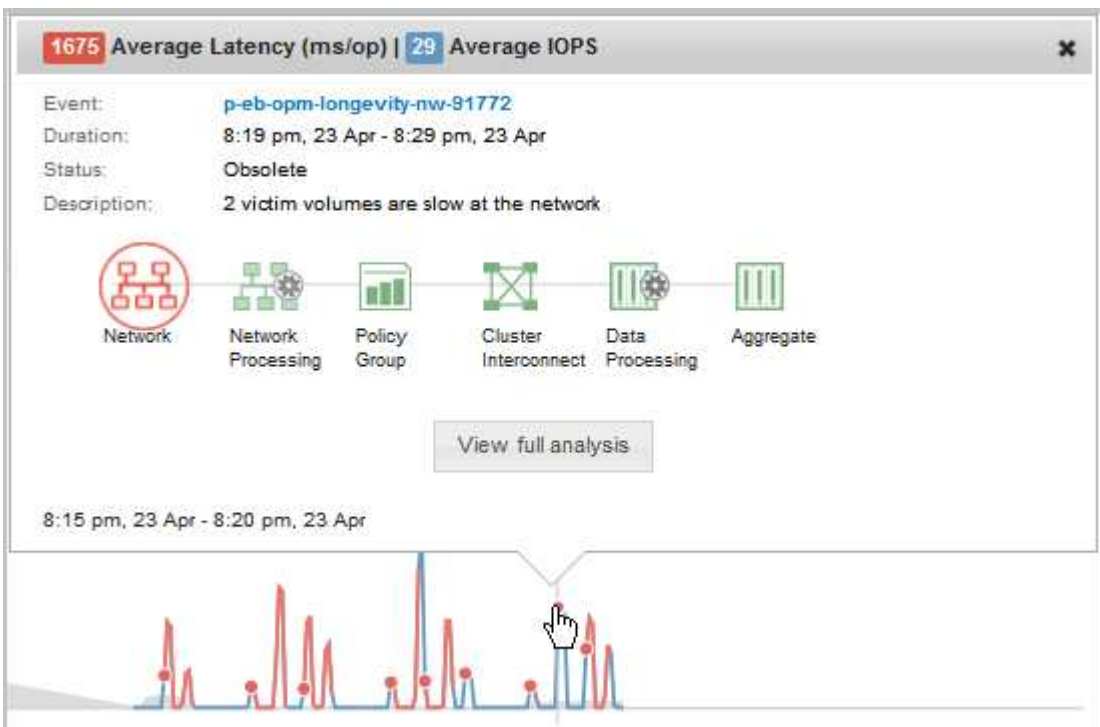 1675 Average Latency (ms/op) | 29 Average IOPS
Event: p-eb-opm-longevity-nw-91772
Duration: 8:19 pm, 23 Apr - 8:29 pm, 23 Apr
Status: Obsolete
Description: 2 victim volumes are slow at the network
Network Network Policy Cluster Data Aggregate
Processing Group Interconnect Processing
View full analysis
8:15 pm, 23 Apr - 8:20 pm, 23 Apr